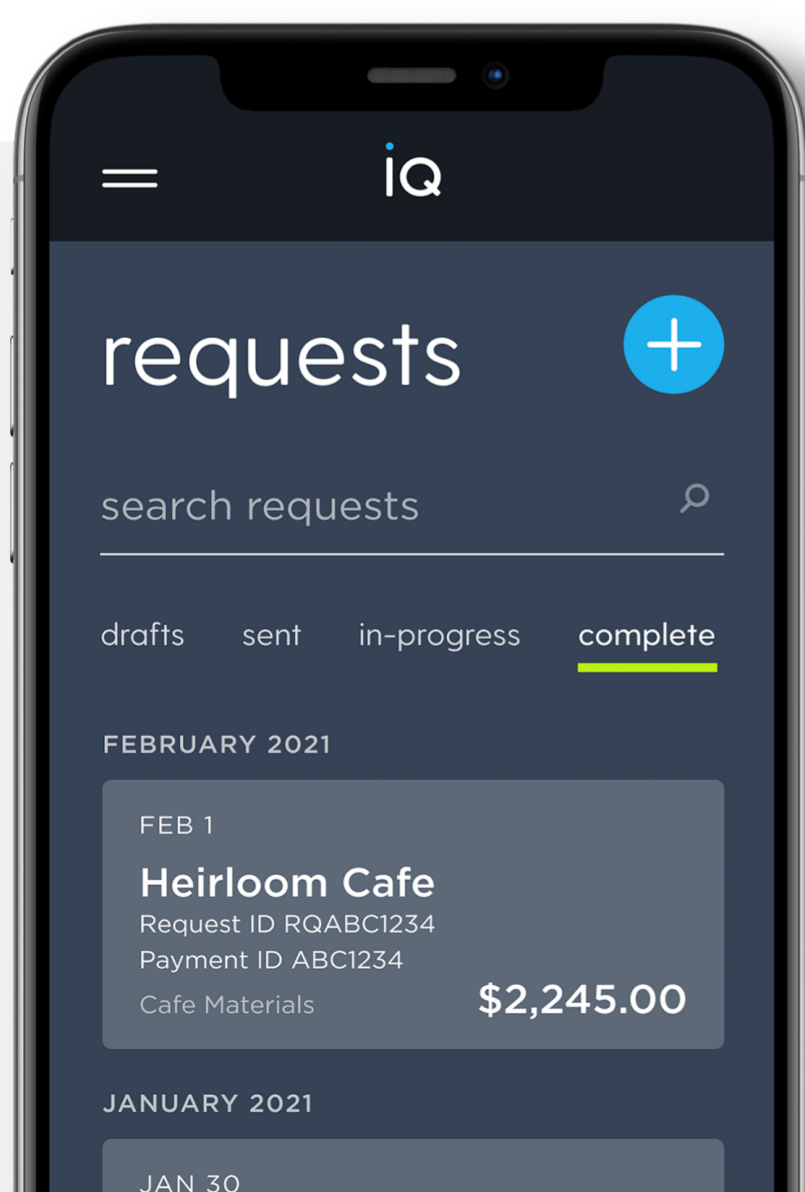 iQ
requests
search requests
drafts sent in-progress complete
FEBRUARY 2021
FEB 1
Heirloom Cafe
Request ID RQABC1234
Payment ID ABC1234
Cafe Materials $2,245.00
JANUARY 2021
JAN 30